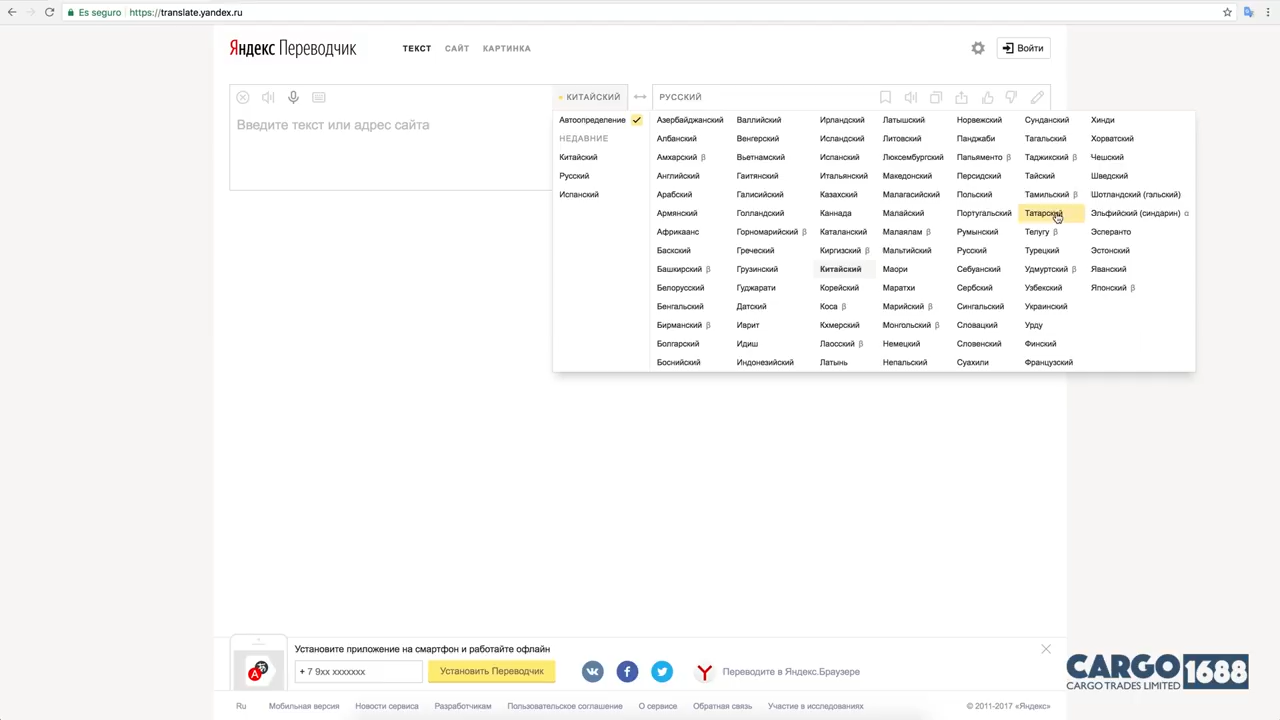 Es seguro https://translate.yandex.ru
Яндекс Переводчик ТЕКСТ САЙТ КАРТИНКА Войти
КИТАЙСКИЙ РУССКИЙ
Введите текст или адрес сайта
Автоопределение
НЕДАВНИЕ
Китайский
Русский
Испанский
Азербайджанский
Албанский
Амхарский β
Английский
Арабский
Армянский
Африкаанс
Баскский
Башкирский β
Белорусский
Бенгальский
Бирманский β
Болгарский
Боснийский
Валлийский
Венгерский
Вьетнамский
Гаитянский
Галисийский
Голландский
Горномарийский β
Греческий
Грузинский
Гуджарати
Датский
Иврит
Идиш
Индонезийский
Ирландский
Исландский
Испанский
Итальянский
Казахский
Каннада
Каталанский
Киргизский β
Китайский
Корейский
Коса β
Кхмерский
Лаосский β
Латынь
Латышский
Литовский
Люксембургский
Македонский
Малагасийский
Малайский
Малаялам β
Мальтийский
Маори
Маратхи
Марийский β
Монгольский β
Немецкий
Непальский
Норвежский
Панджаби
Папьяменто β
Персидский
Польский
Португальский
Румынский
Русский
Себуанский
Сербский
Сингальский
Словацкий
Словенский
Суахили
Сунданский
Тагальский
Таджикский β
Тайский
Тамильский β
Татарский
Телугу β
Турецкий
Удмуртский β
Узбекский
Украинский
Урду
Финский
Французский
Хинди
Хорватский
Чешский
Шведский
Шотландский (гэльский)
Эльфийский (синдарин) α
Эсперанто
Эстонский
Яванский
Японский β
Установите приложение на смартфон и работайте офлайн
+ 7 9xx xxxxxxx Установить Переводчик Переводите в Яндекс.Браузере
CARGO 1688
CARGO TRADES LIMITED
Ru Мобильная версия Новости сервиса Разработчикам Пользовательское соглашение О сервисе Обратная связь Участие в исследованиях © 2011-2017 «Яндекс»